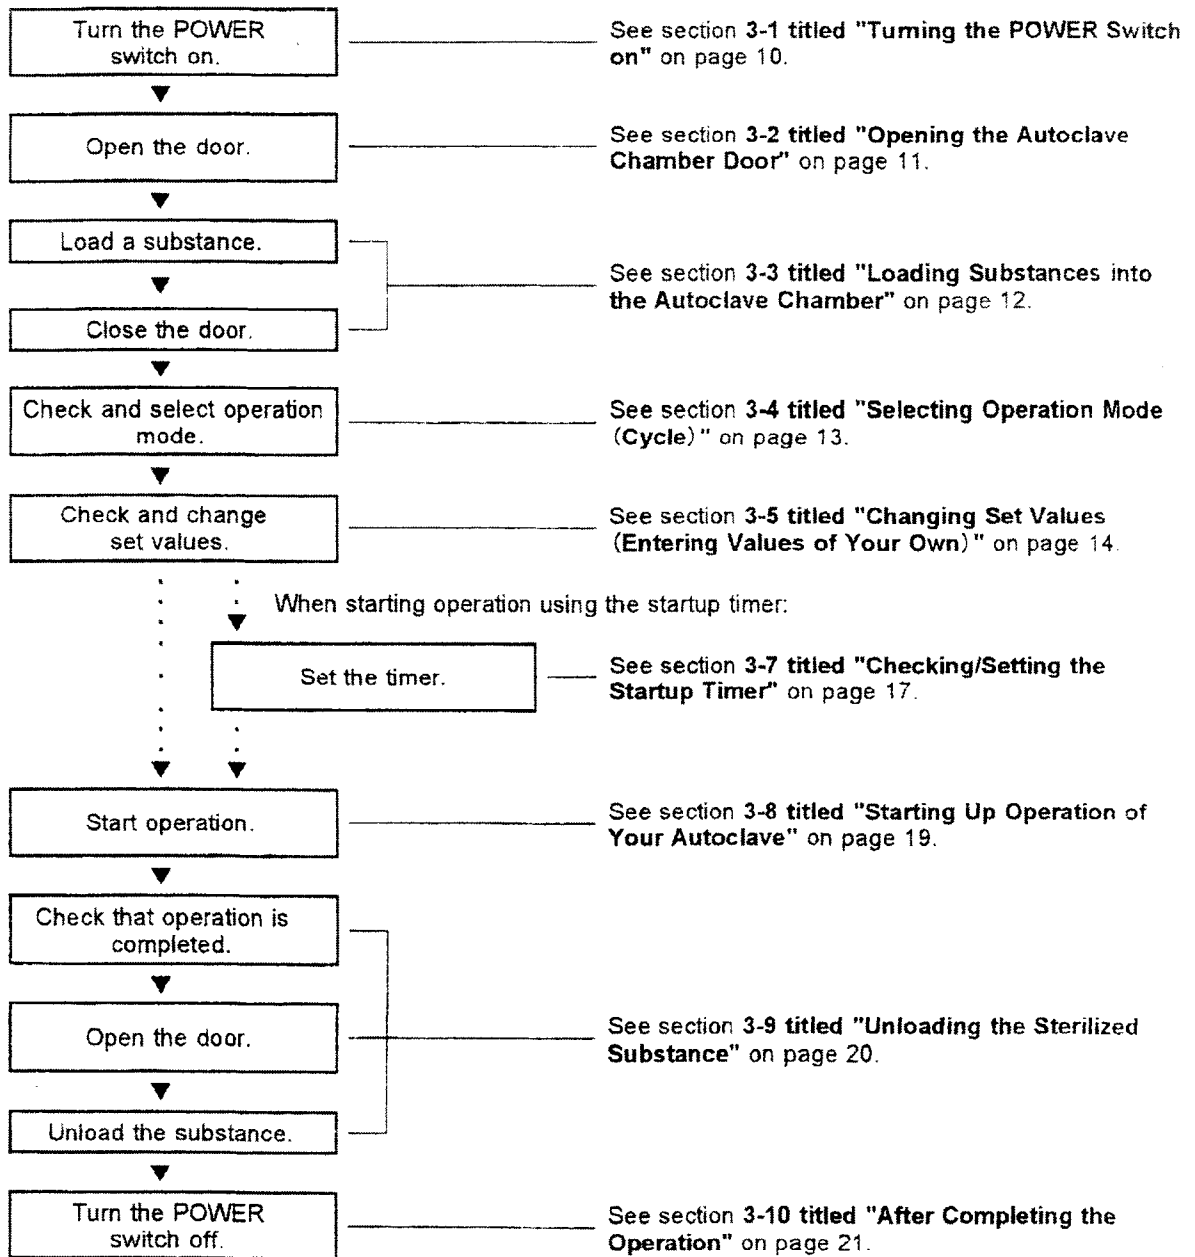 Turn the POWER
switch on.
See section 3-1 titled "Turning the POWER Switch
on" on page 10.
Open the door.
See section 3-2 titled "Opening the Autoclave
Chamber Door" on page 11.
Load a substance.
See section 3-3 titled "Loading Substances into
the Autoclave Chamber" on page 12.
Close the door.
Check and select operation
mode.
See section 3-4 titled "Selecting Operation Mode
(Cycle)" on page 13.
Check and change
set values.
See section 3-5 titled "Changing Set Values
(Entering Values of Your Own)" on page 14.
When starting operation using the startup timer:
Set the timer.
See section 3-7 titled "Checking/Setting the
Startup Timer" on page 17.
Start operation.
See section 3-8 titled "Starting Up Operation of
Your Autoclave" on page 19.
Check that operation is
completed.
Open the door.
See section 3-9 titled "Unloading the Sterilized
Substance" on page 20.
Unload the substance.
Turn the POWER
switch off.
See section 3-10 titled "After Completing the
Operation" on page 21.